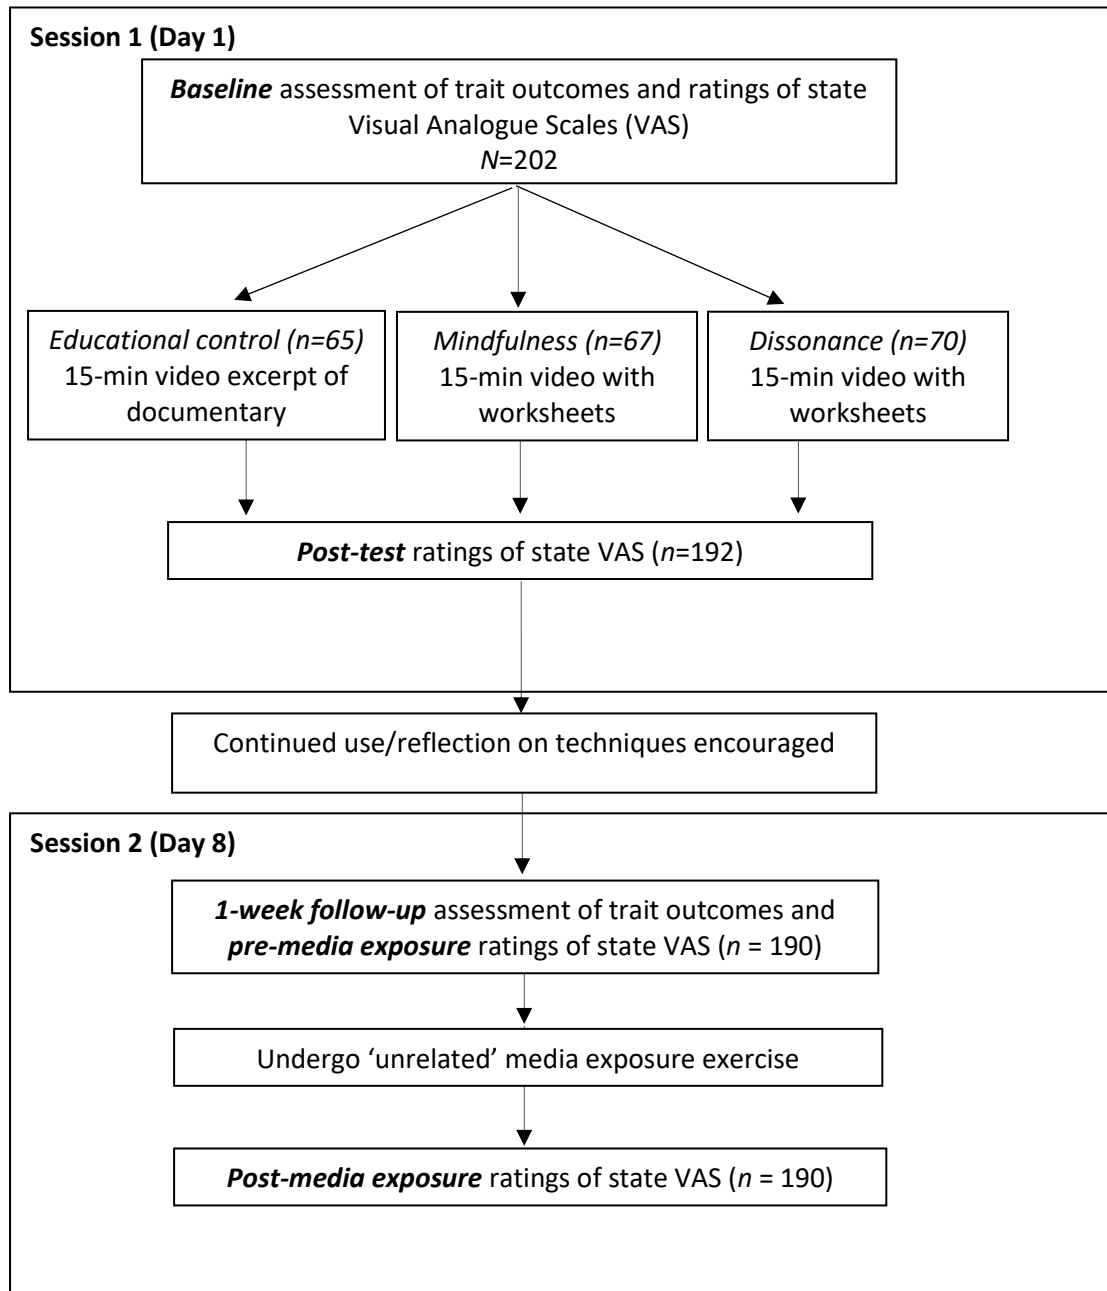 Session 1 (Day 1)
Baseline assessment of trait outcomes and ratings of state
Visual Analogue Scales (VAS)
N=202
Educational control (n=65)
15-min video excerpt of
documentary
Mindfulness (n=67)
15-min video with
worksheets
Dissonance (n=70)
15-min video with
worksheets
Post-test ratings of state VAS (n=192)
Continued use/reflection on techniques encouraged
Session 2 (Day 8)
1-week follow-up assessment of trait outcomes and
pre-media exposure ratings of state VAS (n = 190)
Undergo ‘unrelated’ media exposure exercise
Post-media exposure ratings of state VAS (n = 190)